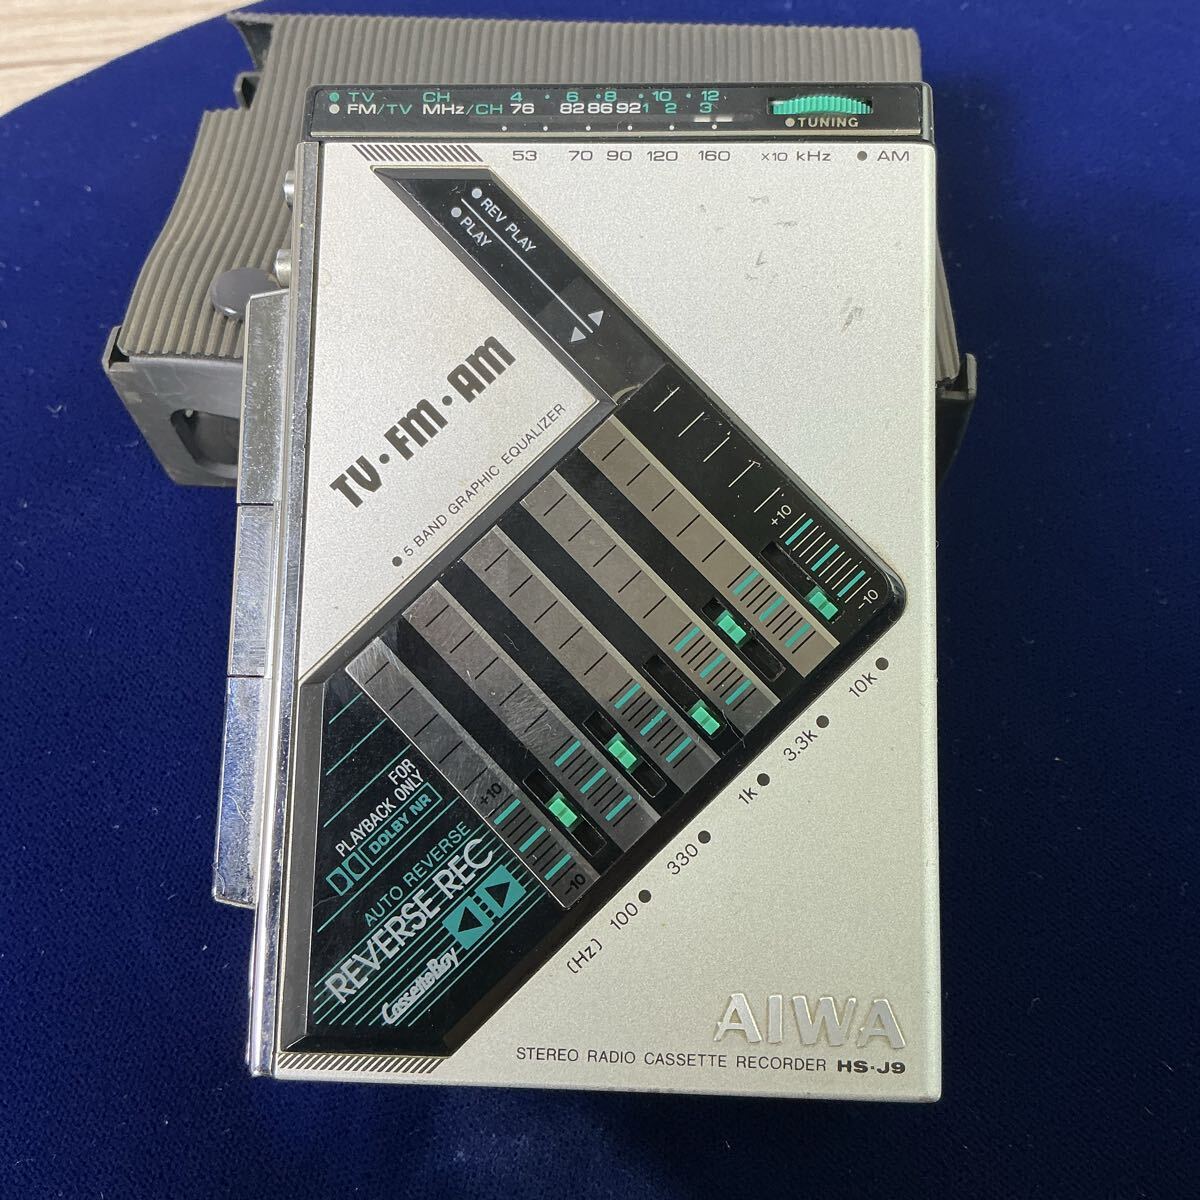 TV CH 4 · 6 · 8 · 10 · 12
FM/TV MHz/CH 76 82 86 92 1 2 3
TUNING
53 70 90 120 160 x10 kHz AM
REV PLAY
PLAY
TV·FM·AM
5 BAND GRAPHIC EQUALIZER
+10
-10
FOR
PLAYBACK ONLY
DOLBY NR
AUTO REVERSE
REVERSE REC
CassetteBoy
+10
-10
10k
3.3k
1k
330
100
(Hz)
AIWA
STEREO RADIO CASSETTE RECORDER HS-J9